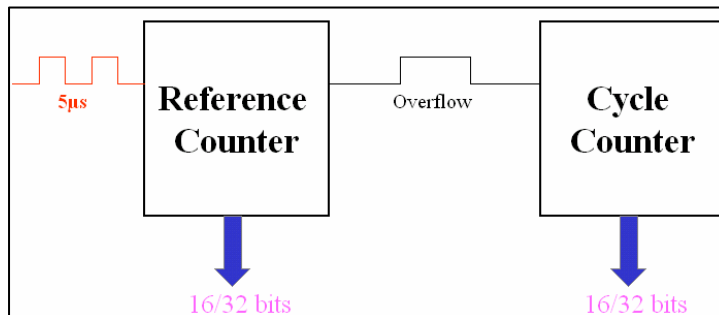 Reference
Counter
5µs
Overflow
Cycle
Counter
16/32 bits
16/32 bits